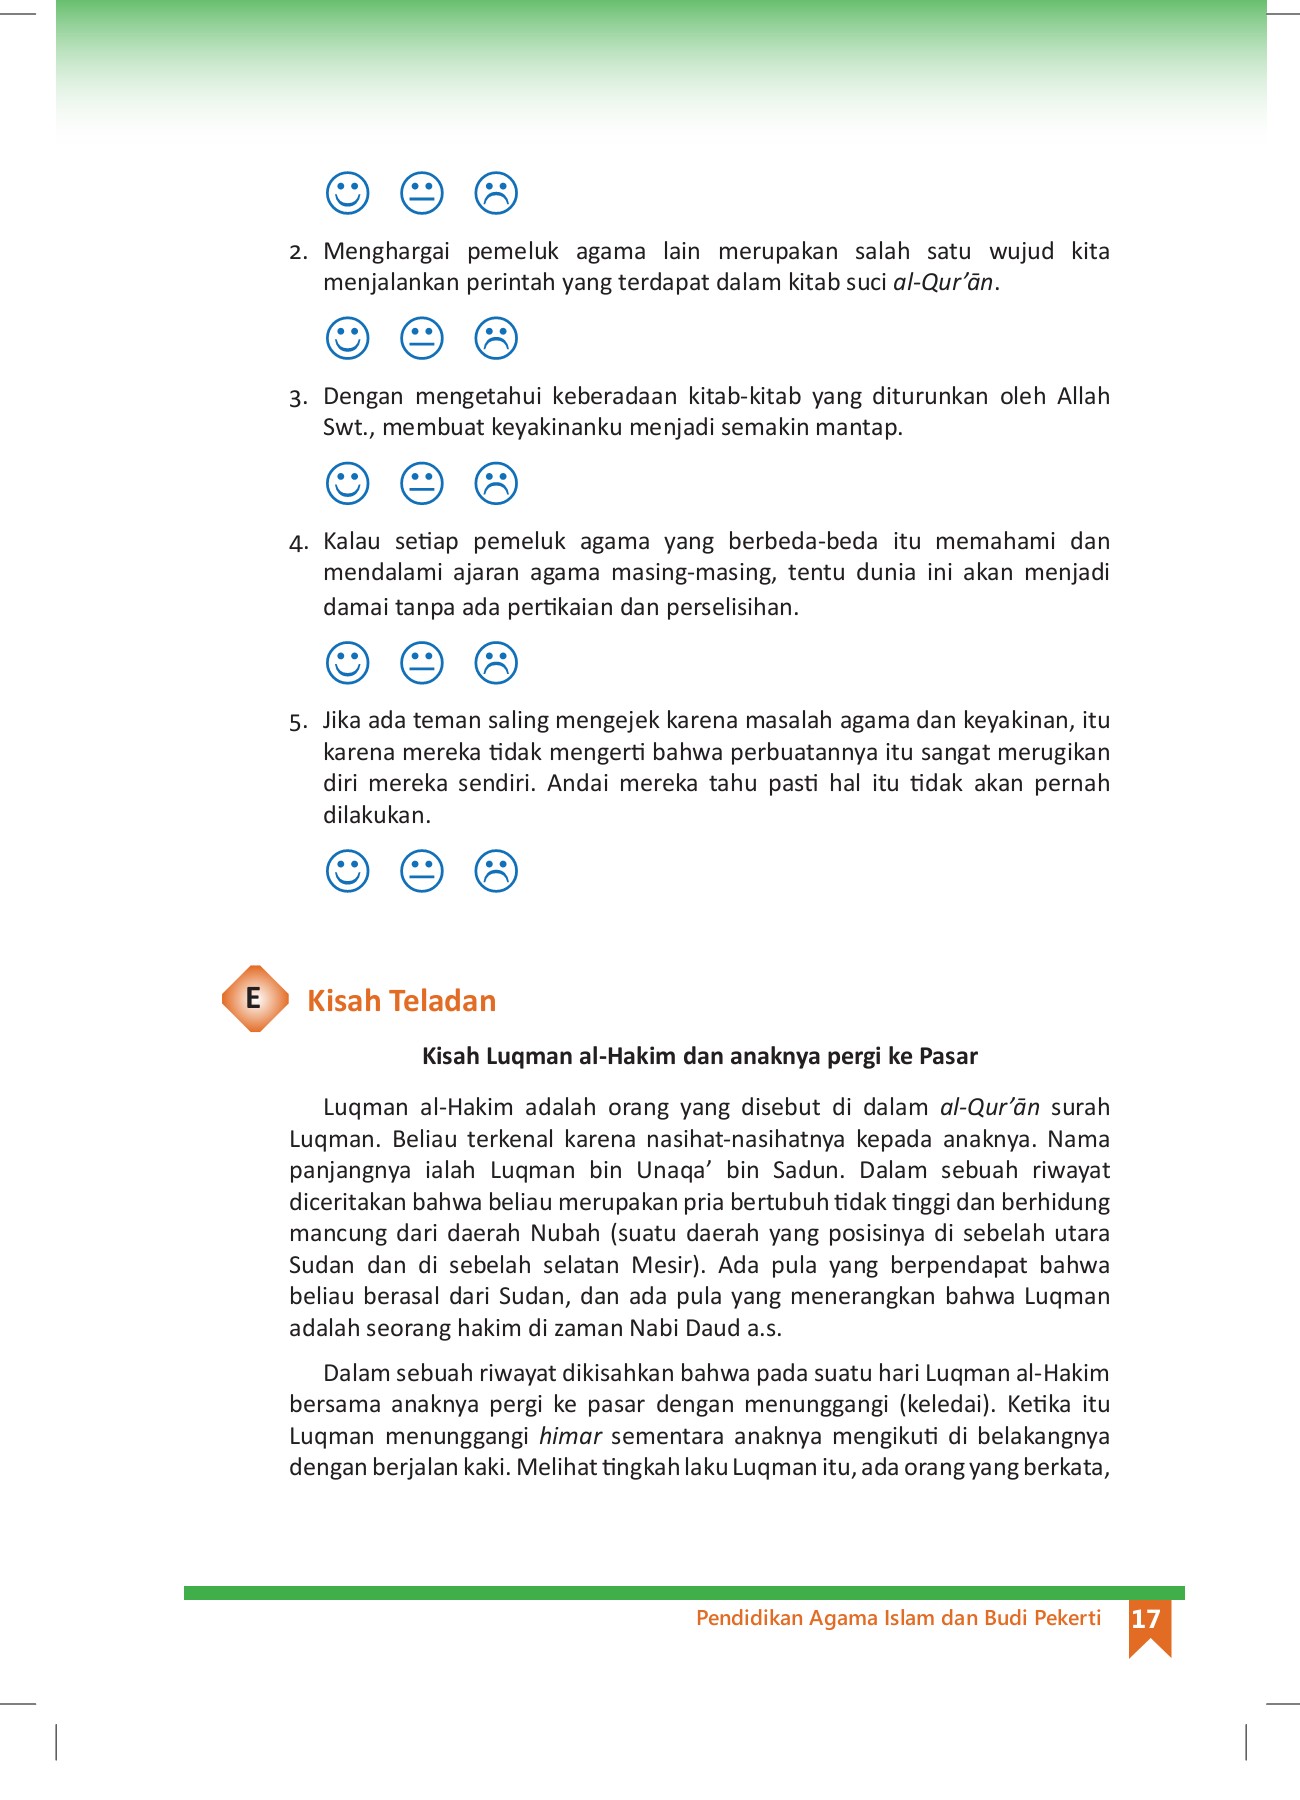 2. Menghargai pemeluk agama lain merupakan salah satu wujud kita
menjalankan perintah yang terdapat dalam kitab suci al-Qur’ān.
3. Dengan mengetahui keberadaan kitab-kitab yang diturunkan oleh Allah
Swt., membuat keyakinanku menjadi semakin mantap.
4. Kalau setiap pemeluk agama yang berbeda-beda itu memahami dan
mendalami ajaran agama masing-masing, tentu dunia ini akan menjadi
damai tanpa ada pertikaian dan perselisihan.
5. Jika ada teman saling mengejek karena masalah agama dan keyakinan, itu
karena mereka tidak mengerti bahwa perbuatannya itu sangat merugikan
diri mereka sendiri. Andai mereka tahu pasti hal itu tidak akan pernah
dilakukan.
E Kisah Teladan
Kisah Luqman al-Hakim dan anaknya pergi ke Pasar
Luqman al-Hakim adalah orang yang disebut di dalam al-Qur’ān surah
Luqman. Beliau terkenal karena nasihat-nasihatnya kepada anaknya. Nama
panjangnya ialah Luqman bin Unaqa’ bin Sadun. Dalam sebuah riwayat
diceritakan bahwa beliau merupakan pria bertubuh tidak tinggi dan berhidung
mancung dari daerah Nubah (suatu daerah yang posisinya di sebelah utara
Sudan dan di sebelah selatan Mesir). Ada pula yang berpendapat bahwa
beliau berasal dari Sudan, dan ada pula yang menerangkan bahwa Luqman
adalah seorang hakim di zaman Nabi Daud a.s.
Dalam sebuah riwayat dikisahkan bahwa pada suatu hari Luqman al-Hakim
bersama anaknya pergi ke pasar dengan menunggangi (keledai). Ketika itu
Luqman menunggangi himar sementara anaknya mengikuti di belakangnya
dengan berjalan kaki. Melihat tingkah laku Luqman itu, ada orang yang berkata,
Pendidikan Agama Islam dan Budi Pekerti 17